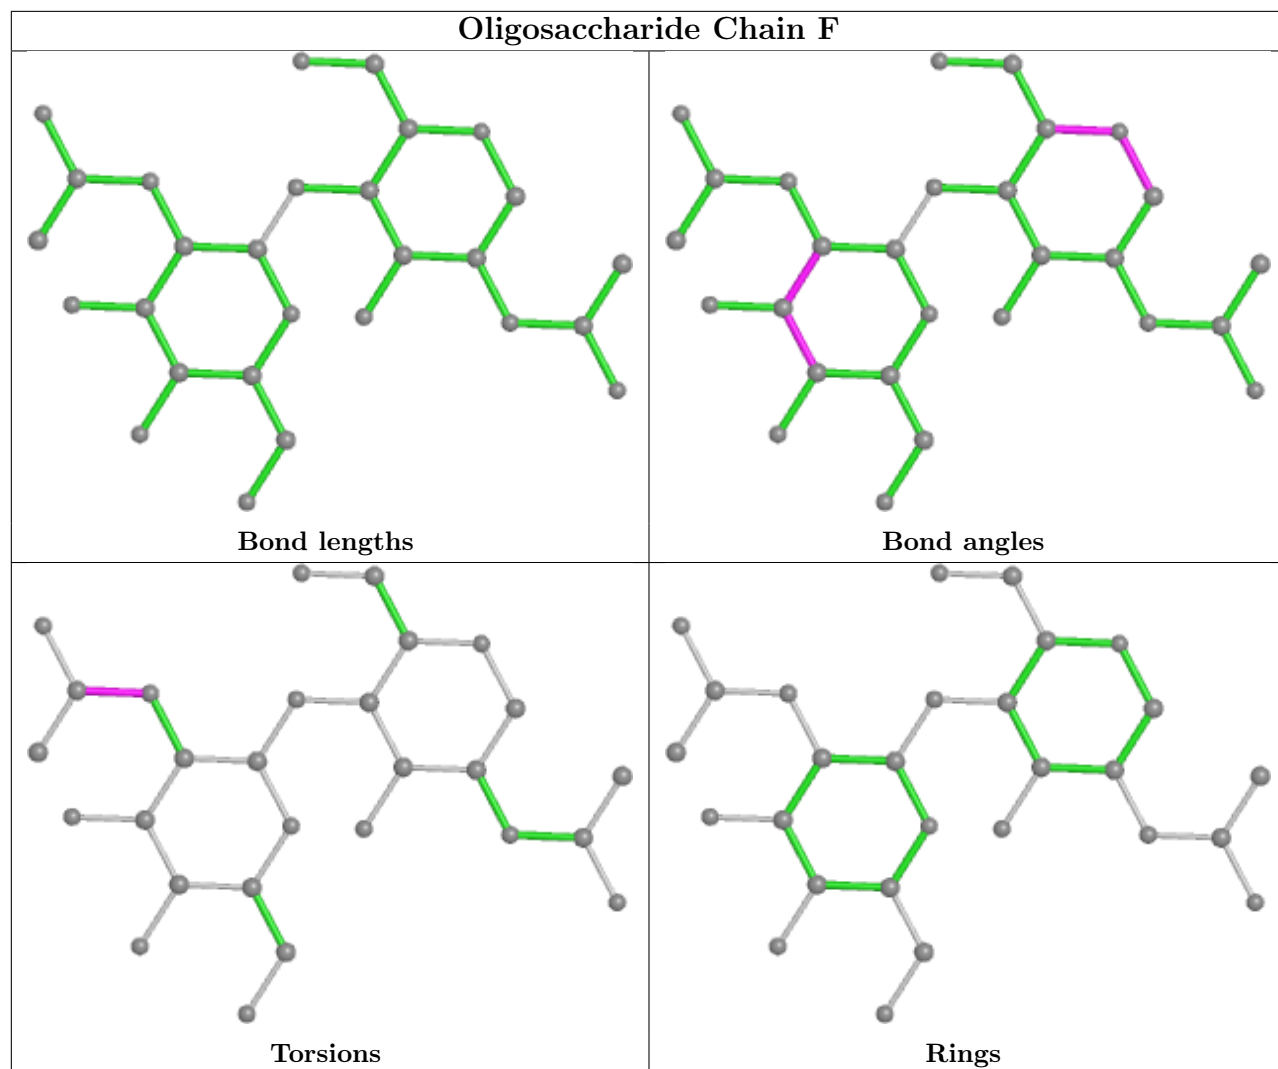 Oligosaccharide Chain F
Bond lengths
Bond angles
Torsions
Rings